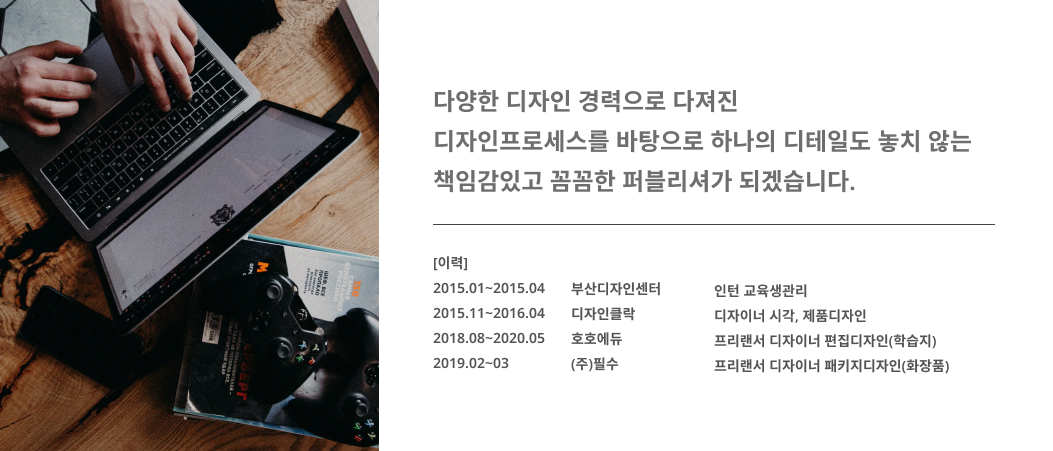 다양한 디자인 경력으로 다져진
디자인프로세스를 바탕으로 하나의 디테일도 놓치 않는
책임감있고 꼼꼼한 퍼블리셔가 되겠습니다.
[이력]
2015.01~2015.04 부산디자인센터 인턴 교육생관리
2015.11~2016.04 디자인클락 디자이너 시각, 제품디자인
2018.08~2020.05 호호에듀 프리랜서 디자이너 편집디자인(학습지)
2019.02~03 (주)필수 프리랜서 디자이너 패키지디자인(화장품)